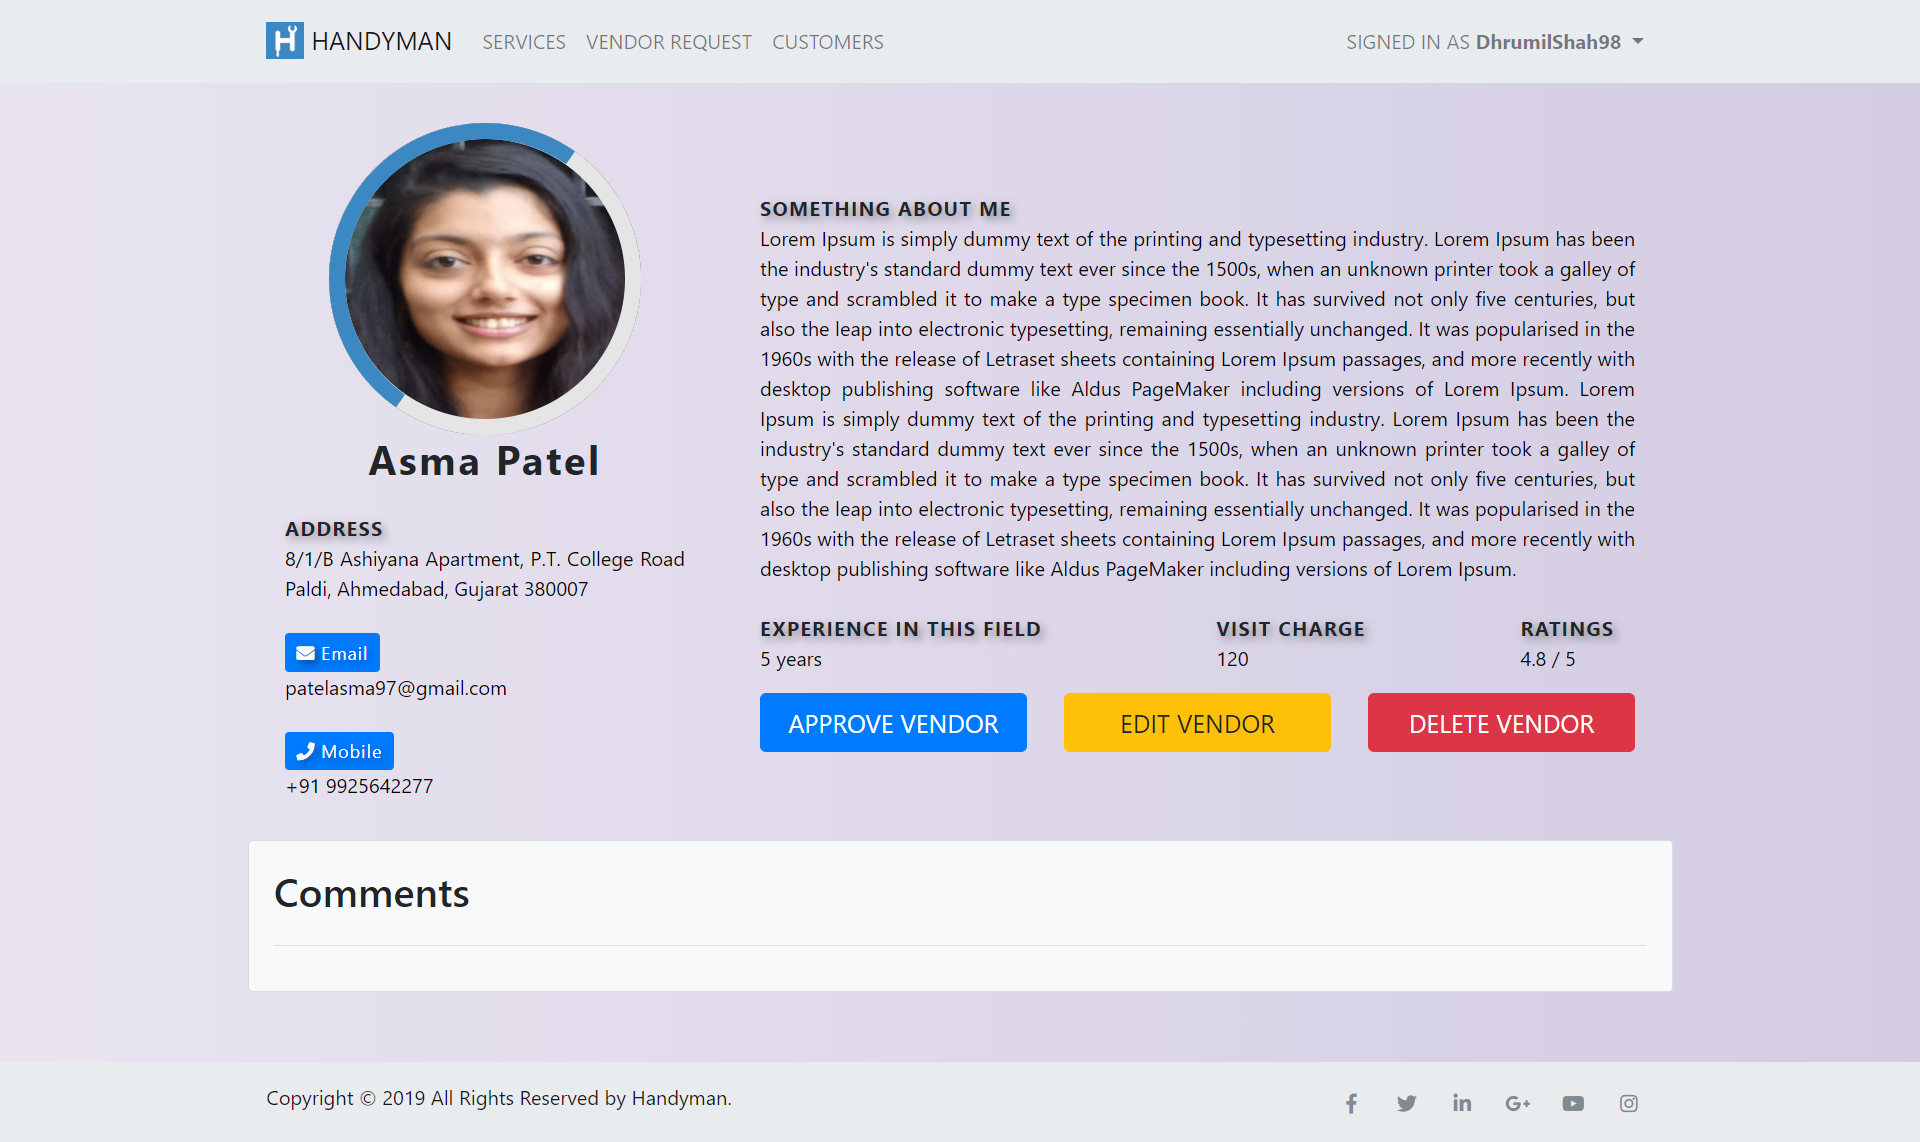 HANDYMAN SERVICES VENDOR REQUEST CUSTOMERS SIGNED IN AS DhrumilShah98
Asma Patel
ADDRESS
8/1/B Ashiyana Apartment, P.T. College Road
Paldi, Ahmedabad, Gujarat 380007
Email
patelasma97@gmail.com
Mobile
+91 9925642277
SOMETHING ABOUT ME
Lorem Ipsum is simply dummy text of the printing and typesetting industry. Lorem Ipsum has been
the industry's standard dummy text ever since the 1500s, when an unknown printer took a galley of
type and scrambled it to make a type specimen book. It has survived not only five centuries, but
also the leap into electronic typesetting, remaining essentially unchanged. It was popularised in the
1960s with the release of Letraset sheets containing Lorem Ipsum passages, and more recently with
desktop publishing software like Aldus PageMaker including versions of Lorem Ipsum. Lorem
Ipsum is simply dummy text of the printing and typesetting industry. Lorem Ipsum has been the
industry's standard dummy text ever since the 1500s, when an unknown printer took a galley of
type and scrambled it to make a type specimen book. It has survived not only five centuries, but
also the leap into electronic typesetting, remaining essentially unchanged. It was popularised in the
1960s with the release of Letraset sheets containing Lorem Ipsum passages, and more recently with
desktop publishing software like Aldus PageMaker including versions of Lorem Ipsum.
EXPERIENCE IN THIS FIELD VISIT CHARGE RATINGS
5 years 120 4.8 / 5
APPROVE VENDOR EDIT VENDOR DELETE VENDOR
Comments
Copyright © 2019 All Rights Reserved by Handyman.